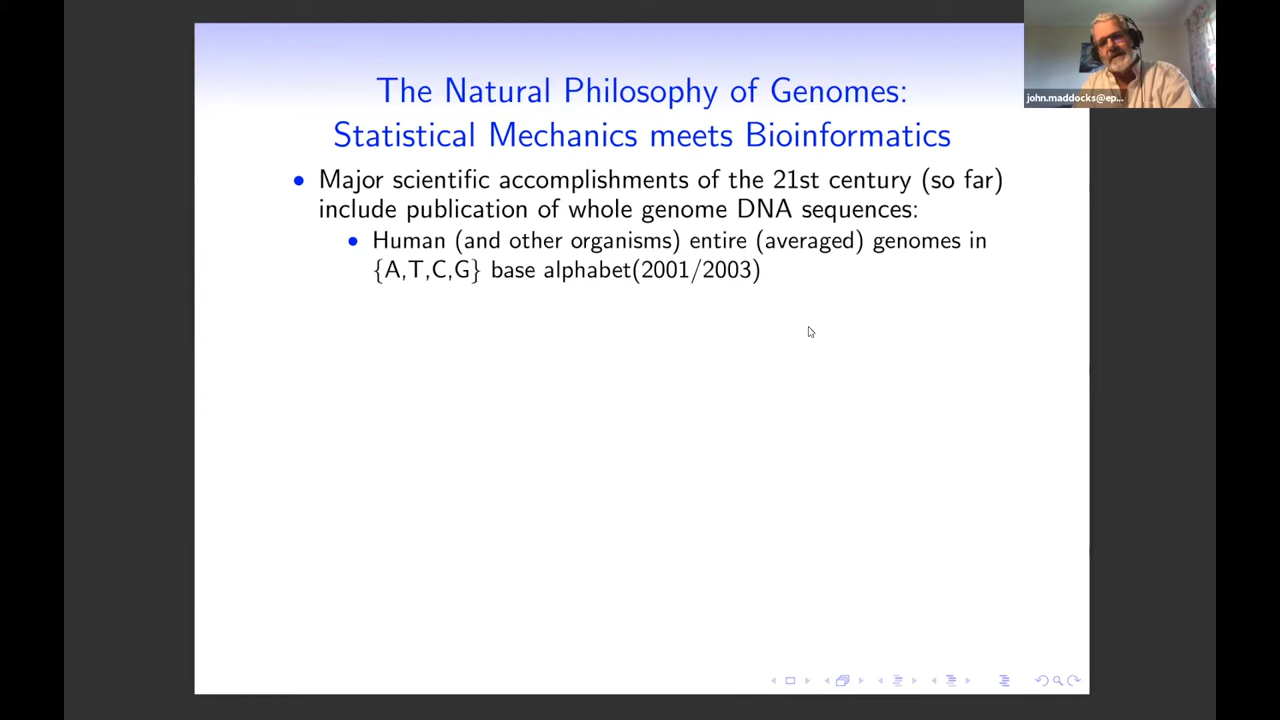 The Natural Philosophy of Genomes:
Statistical Mechanics meets Bioinformatics
• Major scientific accomplishments of the 21st century (so far)
include publication of whole genome DNA sequences:
• Human (and other organisms) entire (averaged) genomes in
{A,T,C,G} base alphabet(2001/2003)
john.maddocks@ep...